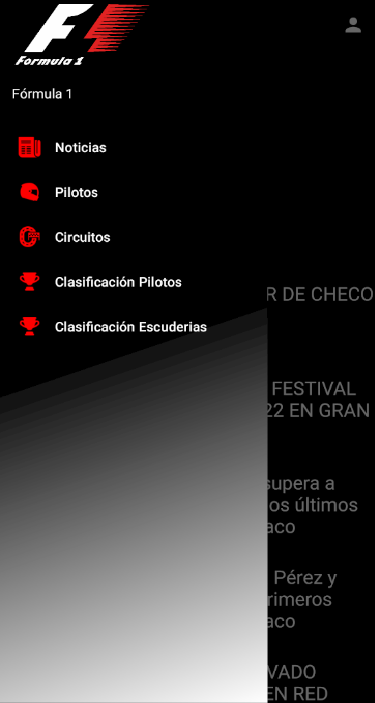 F1
Formula 1
Fórmula 1
Noticias
Pilotos
Circuitos
Clasificación Pilotos
Clasificación Escuderias
R DE CHECO
FESTIVAL
22 EN GRAN
supera a
os últimos
aco
Pérez y
rimeros
aco
VADO
EN RED